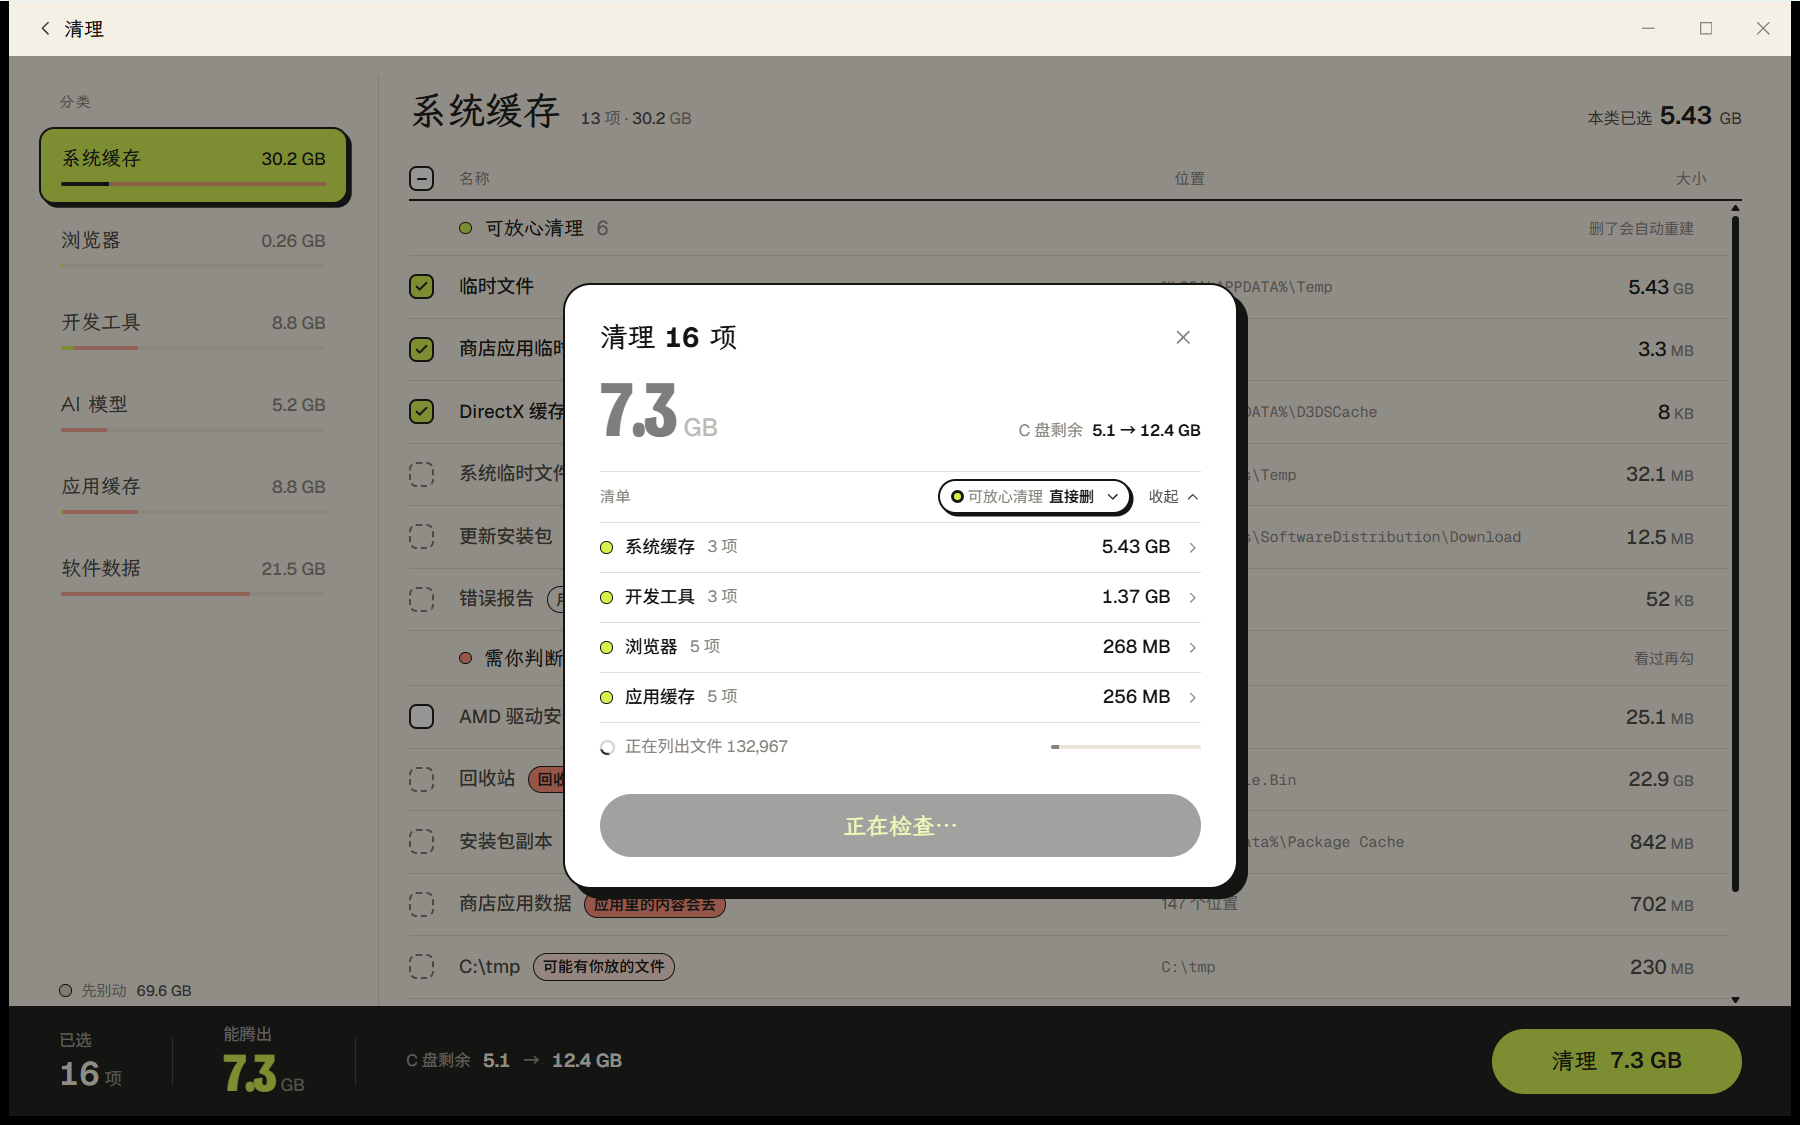 清理
分类
系统缓存 30.2 GB
浏览器 0.26 GB
开发工具 8.8 GB
AI 模型 5.2 GB
应用缓存 8.8 GB
软件数据 21.5 GB
先别动 69.6 GB
系统缓存 13 项 · 30.2 GB
本类已选 5.43 GB
名称 位置 大小
可放心清理 6 删了会自动重建
临时文件 APPDATA%\Temp 5.43 GB
商店应用临时 3.3 MB
DirectX 缓存 DATA%\D3DSCache 8 KB
系统临时文件 s\Temp 32.1 MB
更新安装包 s\SoftwareDistribution\Download 12.5 MB
错误报告 52 KB
需你判断 看过再勾
AMD 驱动安 25.1 MB
回收站 回收 le.Bin 22.9 GB
安装包副本 ata%\Package Cache 842 MB
商店应用数据 应用里的内容会丢 147 个位置 702 MB
C:\tmp 可能有你放的文件 C:\tmp 230 MB
清理 16 项
7.3 GB
C 盘剩余 5.1 → 12.4 GB
清单 可放心清理 直接删 收起
系统缓存 3 项 5.43 GB
开发工具 3 项 1.37 GB
浏览器 5 项 268 MB
应用缓存 5 项 256 MB
正在列出文件 132,967
正在检查···
已选
16 项
能腾出
7.3 GB
C 盘剩余 5.1 → 12.4 GB
清理 7.3 GB